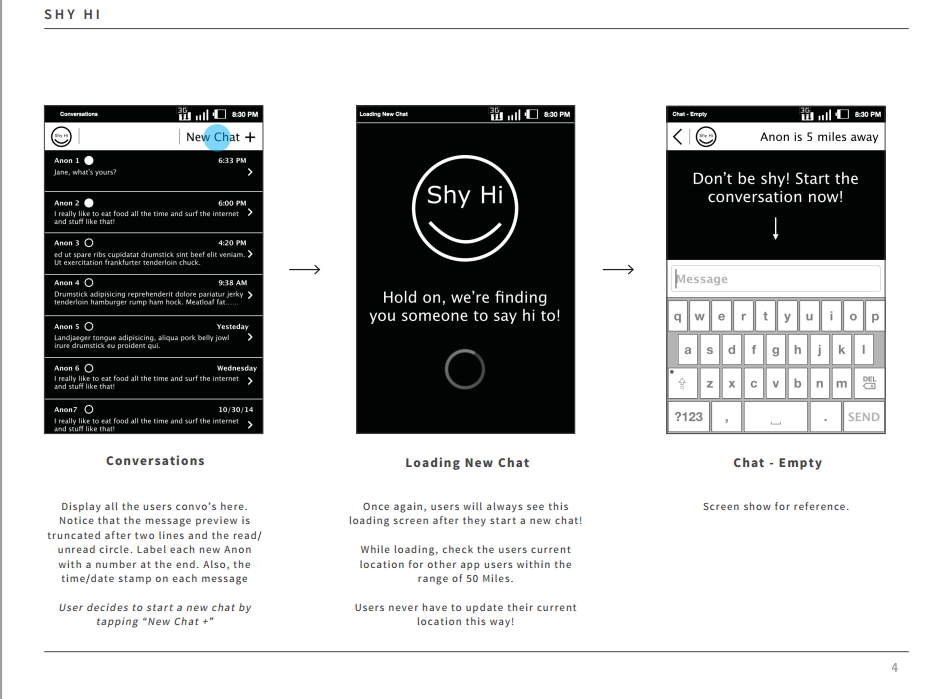 SHY HI
Conversations
3G
8:30 PM
Shy Hi
New Chat +
Anon 1
6:33 PM
Jane, what's yours?
Anon 2
6:00 PM
I really like to eat food all the time and surf the internet
and stuff like that!
Anon 3
4:20 PM
ed ut spare ribs cupidatat drumstick sint beef elit veniam.
Ut exercitation frankfurter tenderloin chuck.
Anon 4
9:38 AM
Drumstick adipisicing reprehenderit dolore pariatur jerky
tenderloin hamburger rump ham hock. Meatloaf fat......
Anon 5
Yesteday
Landjaeger tongue adipisicing, aliqua pork belly jowl
irure drumstick eu proident qui.
Anon 6
Wednesday
I really like to eat food all the time and surf the internet
and stuff like that!
Anon7
10/30/14
I really like to eat food all the time and surf the internet
and stuff like that!
Loading New Chat
3G
8:30 PM
Shy Hi
Hold on, we're finding
you someone to say hi to!
Chat - Empty
3G
8:30 PM
Shy Hi
Anon is 5 miles away
Don't be shy! Start the
conversation now!
Message
q w e r t y u i o p
a s d f g h j k l
z x c v b n m DEL
?123 , . SEND
Conversations
Display all the users convo's here.
Notice that the message preview is
truncated after two lines and the read/
unread circle. Label each new Anon
with a number at the end. Also, the
time/date stamp on each message
User decides to start a new chat by
tapping "New Chat +"
Loading New Chat
Once again, users will always see this
loading screen after they start a new chat!
While loading, check the users current
location for other app users within the
range of 50 Miles.
Users never have to update their current
location this way!
Chat - Empty
Screen show for reference.
4